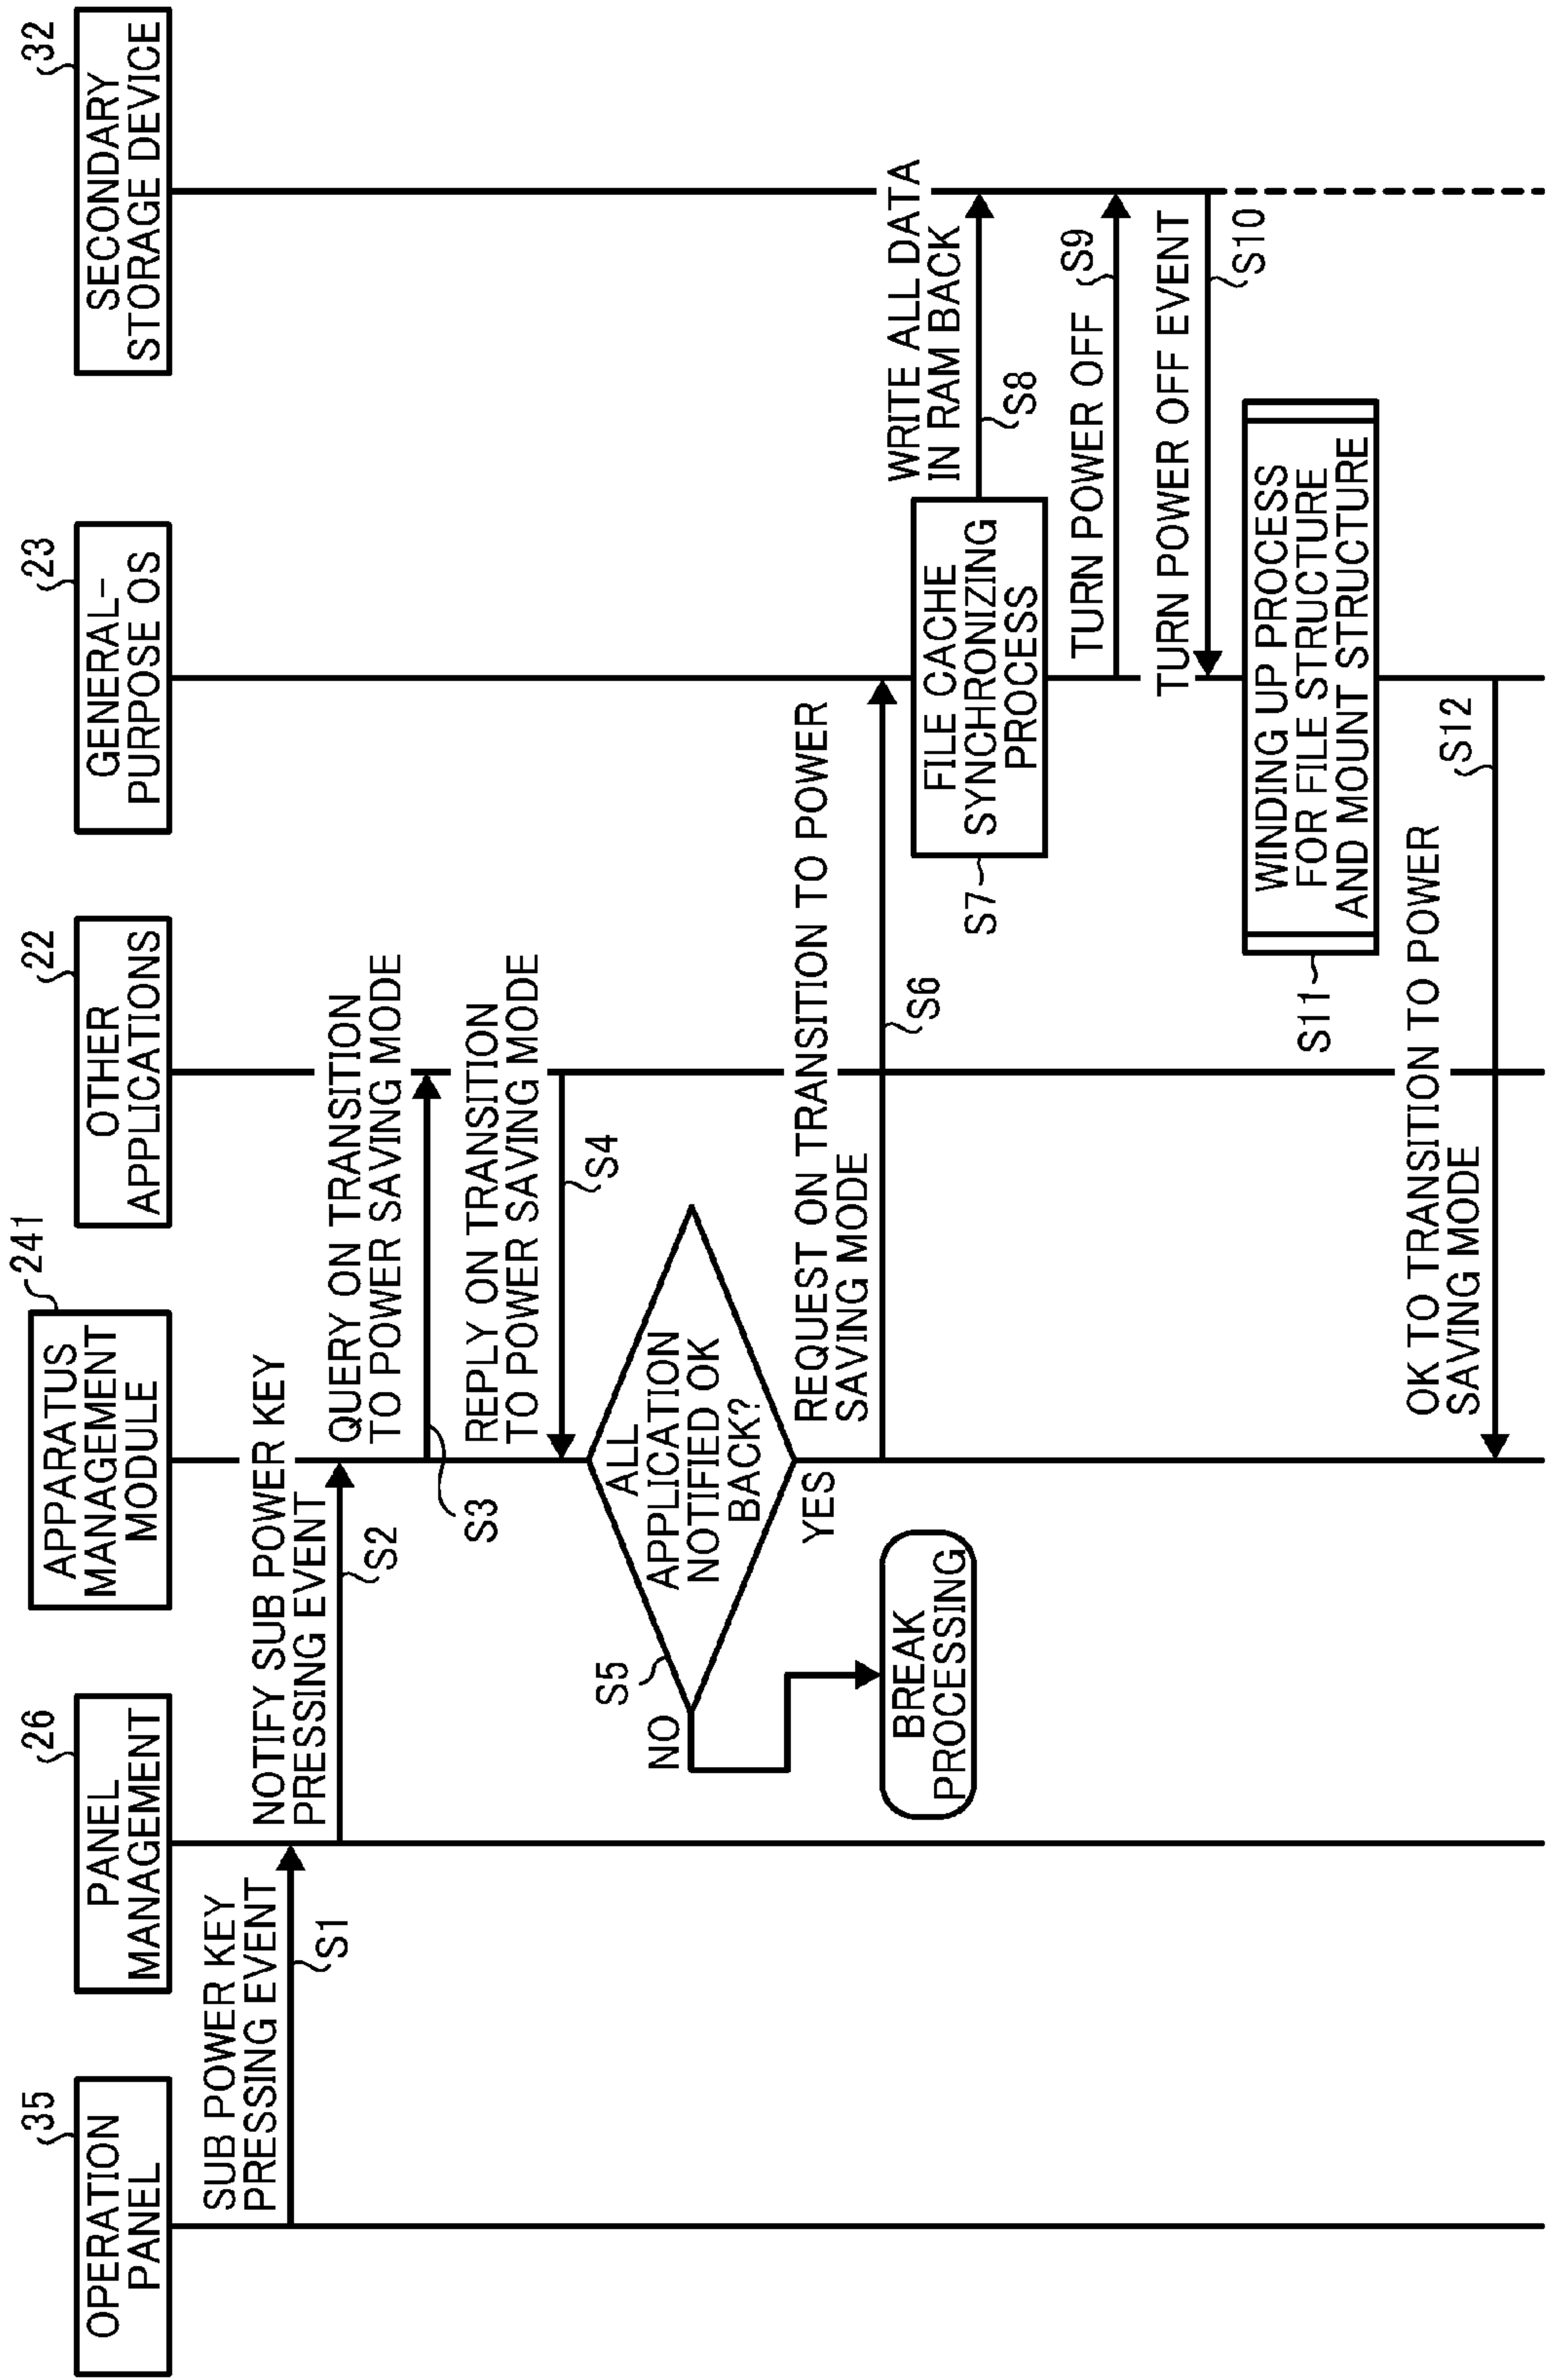 35
OPERATION
PANEL
26
PANEL
MANAGEMENT
241
APPARATUS
MANAGEMENT
MODULE
22
OTHER
APPLICATIONS
23
GENERAL-
PURPOSE OS
32
SECONDARY
STORAGE DEVICE
SUB POWER KEY
PRESSING EVENT
S1
NOTIFY SUB POWER KEY
PRESSING EVENT
S2
QUERY ON TRANSITION
TO POWER SAVING MODE
S3
REPLY ON TRANSITION
TO POWER SAVING MODE
S4
S5
ALL
APPLICATION
NOTIFIED OK
BACK?
NO
YES
BREAK
PROCESSING
REQUEST ON TRANSITION TO POWER
SAVING MODE
S6
S7
FILE CACHE
SYNCHRONIZING
PROCESS
WRITE ALL DATA
IN RAM BACK
S8
TURN POWER OFF
S9
TURN POWER OFF EVENT
S10
S11
WINDING UP PROCESS
FOR FILE STRUCTURE
AND MOUNT STRUCTURE
OK TO TRANSITION TO POWER
SAVING MODE
S12